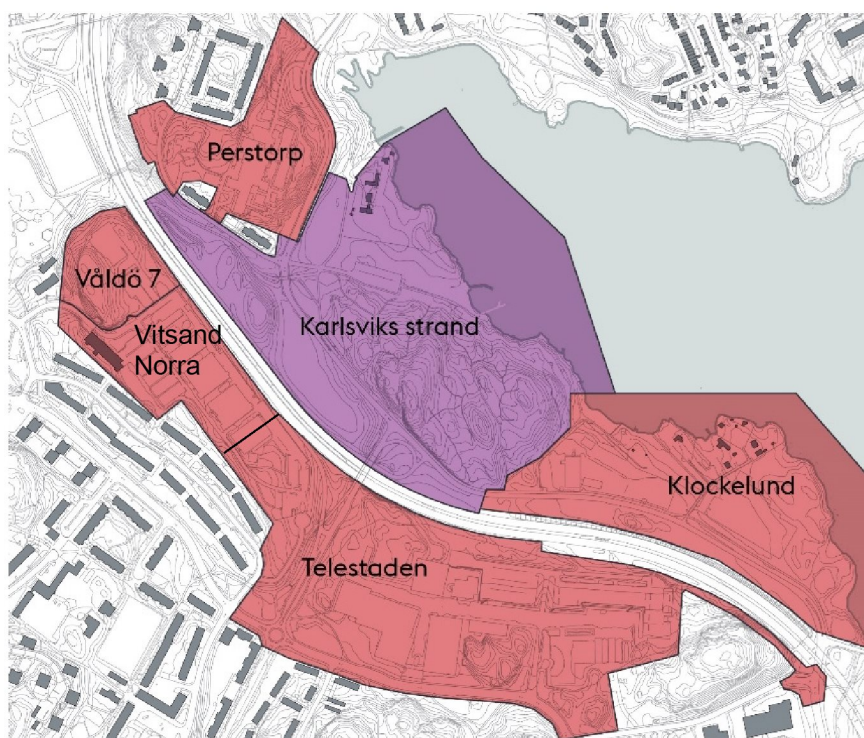 Perstorp
Våldö 7
Vitsand
Norra
Karlsviks strand
Klockelund
Telestaden